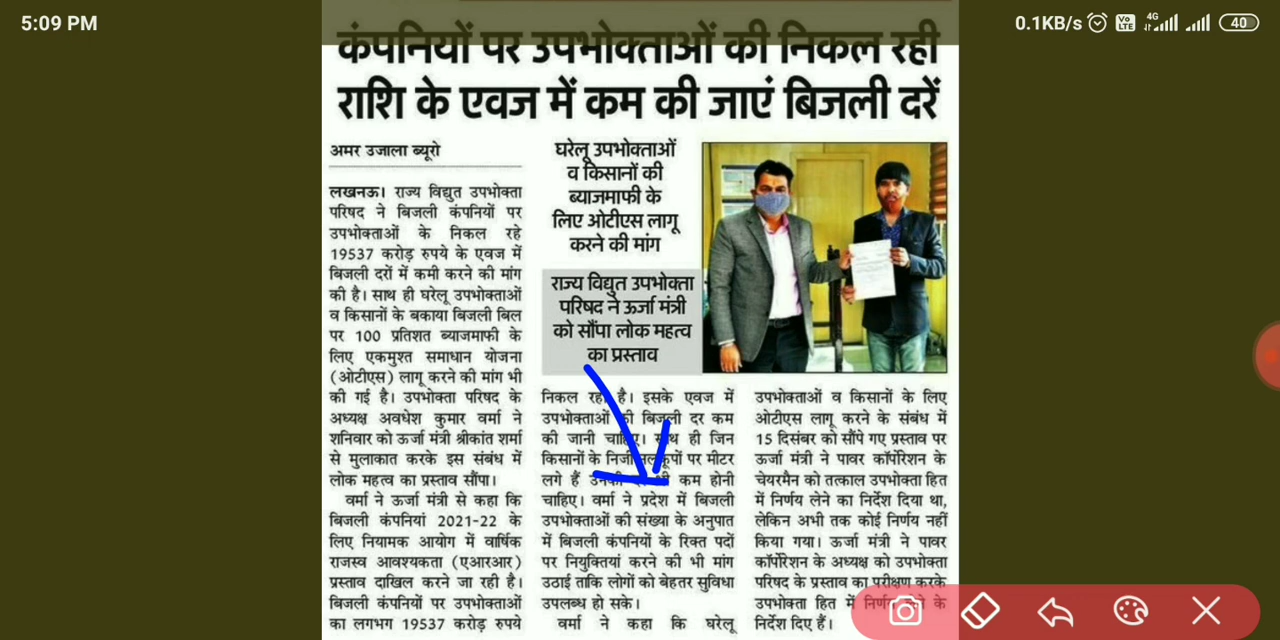 5:09 PM
0.1KB/s
Vo LTE
4G
40
कंपनियों पर उपभोक्ताओं की निकल रही
राशि के एवज में कम की जाएं बिजली दरें
अमर उजाला ब्यूरो
लखनऊ। राज्य विद्युत उपभोक्ता
परिषद ने बिजली कंपनियों पर
उपभोक्ताओं के निकल रहे
19537 करोड़ रुपये के एवज में
बिजली दरों में कमी करने की मांग
की है। साथ ही घरेलू उपभोक्ताओं
व किसानों के बकाया बिजली बिल
पर 100 प्रतिशत ब्याजमाफी के
लिए एकमुश्त समाधान योजना
(ओटीएस) लागू करने की मांग भी
की गई है। उपभोक्ता परिषद के
अध्यक्ष अवधेश कुमार वर्मा ने
शनिवार को ऊर्जा मंत्री श्रीकांत शर्मा
से मुलाकात करके इस संबंध में
लोक महत्व का प्रस्ताव सौंपा।
वर्मा ने ऊर्जा मंत्री से कहा कि
बिजली कंपनियां 2021-22 के
लिए नियामक आयोग में वार्षिक
राजस्व आवश्यकता (एआरआर)
प्रस्ताव दाखिल करने जा रही है।
बिजली कंपनियों पर उपभोक्ताओं
का लगभग 19537 करोड़ रुपये
घरेलू उपभोक्ताओं
व किसानों की
ब्याजमाफी के
लिए ओटीएस लागू
करने की मांग
राज्य विद्युत उपभोक्ता
परिषद ने ऊर्जा मंत्री
को सौंपा लोक महत्व
का प्रस्ताव
निकल रहा है। इसके एवज में
उपभोक्ताओं की बिजली दर कम
की जानी चाहिए। साथ ही जिन
किसानों के निजी नलकूपों पर मीटर
लगे हैं कम होनी
चाहिए। वर्मा ने प्रदेश में बिजली
उपभोक्ताओं की संख्या के अनुपात
में बिजली कंपनियों के रिक्त पदों
पर नियुक्तियां करने की भी मांग
उठाई ताकि लोगों को बेहतर सुविधा
उपलब्ध हो सके।
वर्मा ने कहा कि घरेलू
उपभोक्ताओं व किसानों के लिए
ओटीएस लागू करने के संबंध में
15 दिसंबर को सौंपे गए प्रस्ताव पर
ऊर्जा मंत्री ने पावर कॉर्पोरेशन के
चेयरमैन को तत्काल उपभोक्ता हित
में निर्णय लेने का निर्देश दिया था,
लेकिन अभी तक कोई निर्णय नहीं
किया गया। ऊर्जा मंत्री ने पावर
कॉर्पोरेशन के अध्यक्ष को उपभोक्ता
परिषद के प्रस्ताव का परीक्षण करके
उपभोक्ता हित में निर्णय के
निर्देश दिए हैं।